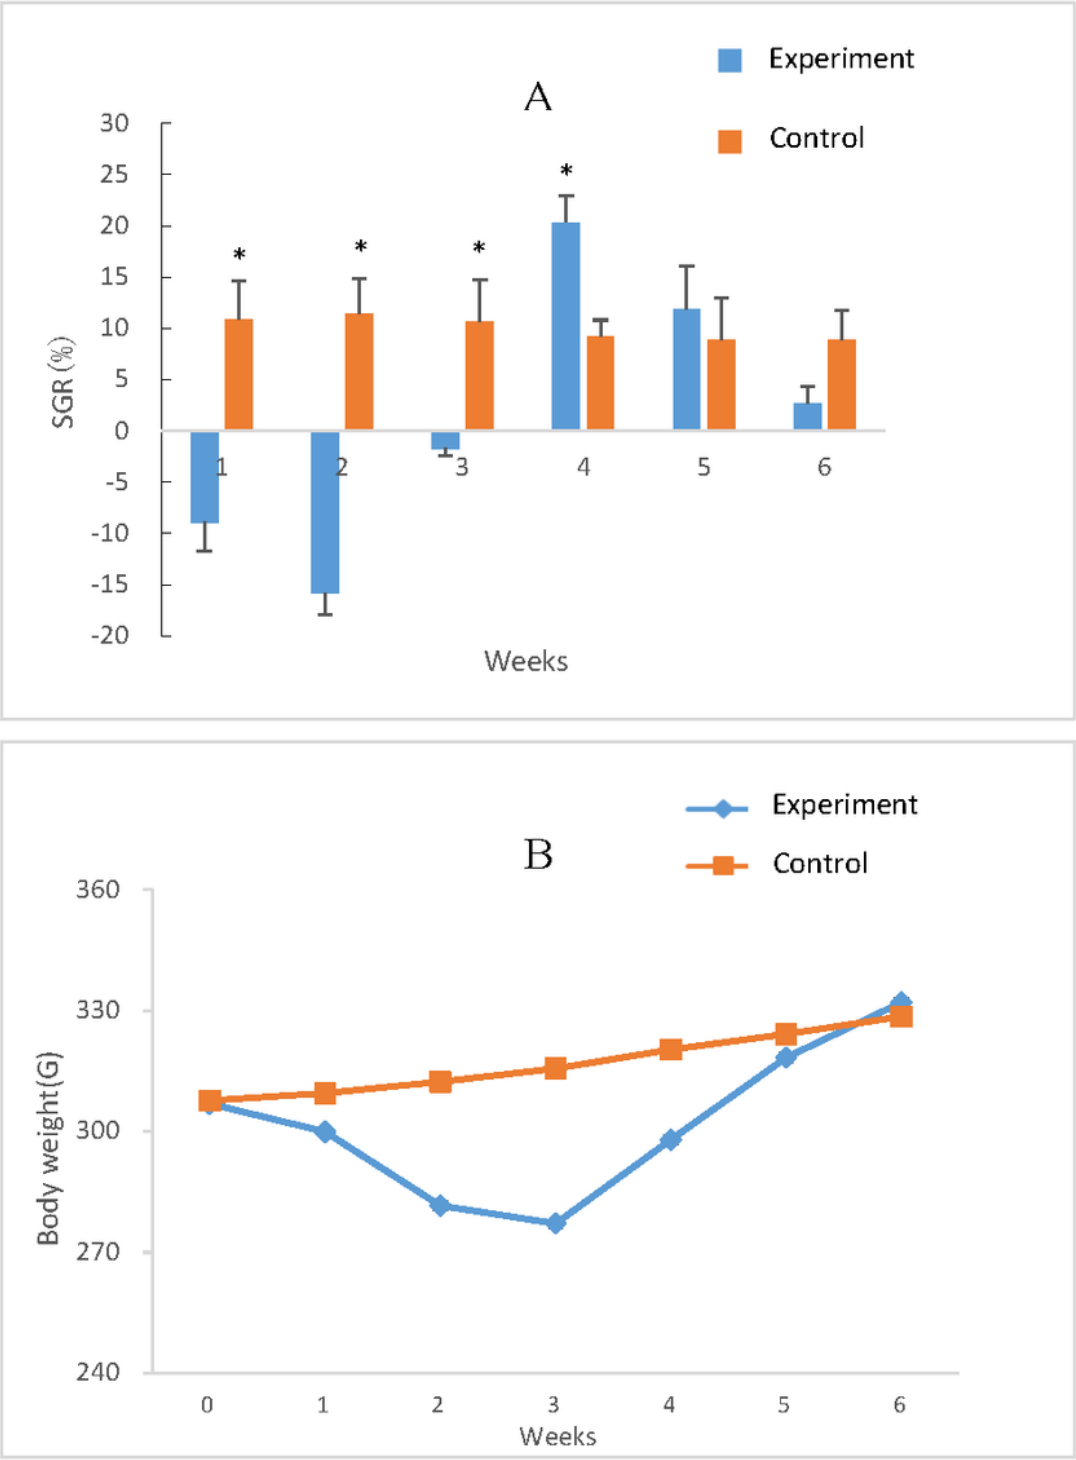 Experiment
A
Control
30
25
20
15
10
5
0
-5
-10
-15
-20
SGR (%)
*
*
*
*
1 2 3 4 5 6
Weeks
Experiment
B
Control
360
330
300
270
240
Body weight(G)
0 1 2 3 4 5 6
Weeks